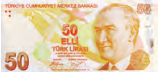 TÜRKİYE CUMHURİYET MERKEZ BANKASI
50 ELLİ
TÜRK LİRASI
50